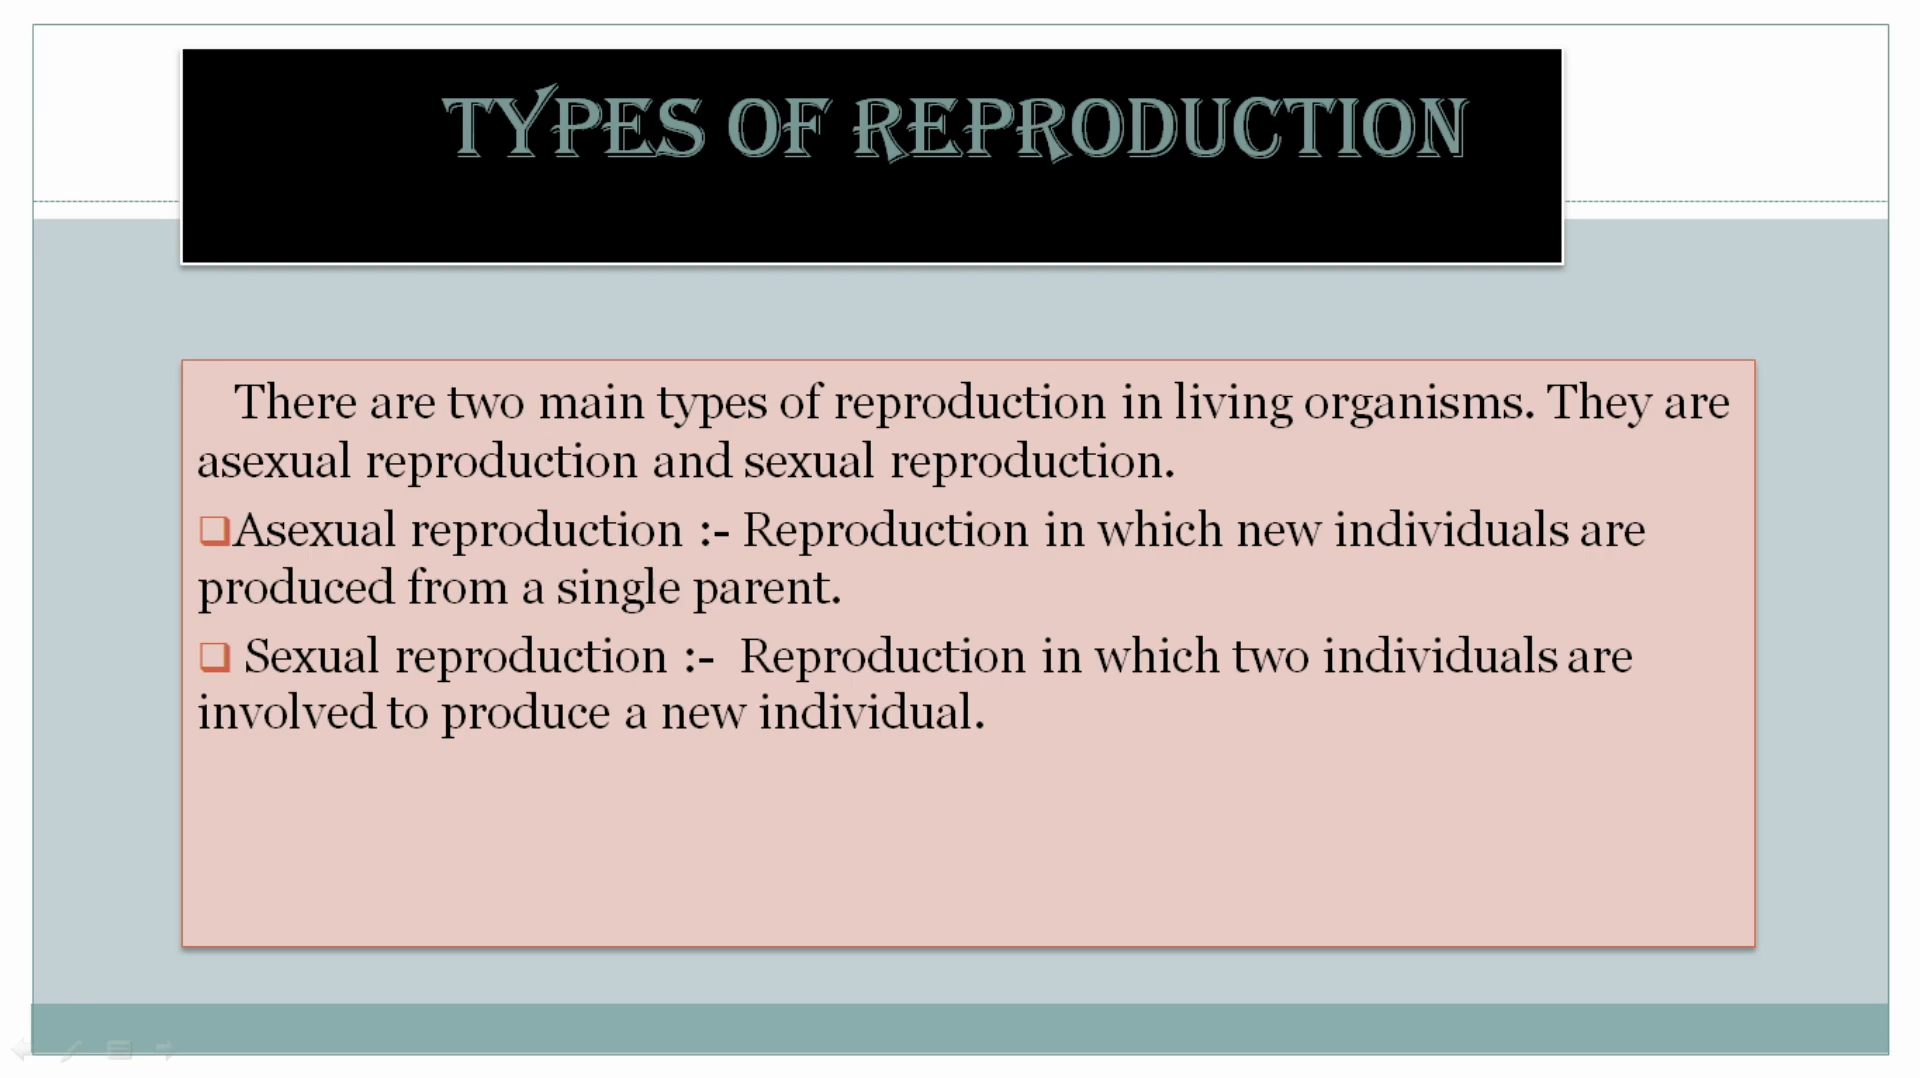 TYPES OF REPRODUCTION
There are two main types of reproduction in living organisms. They are
asexual reproduction and sexual reproduction.
❑Asexual reproduction :- Reproduction in which new individuals are
produced from a single parent.
❑ Sexual reproduction :-  Reproduction in which two individuals are
involved to produce a new individual.